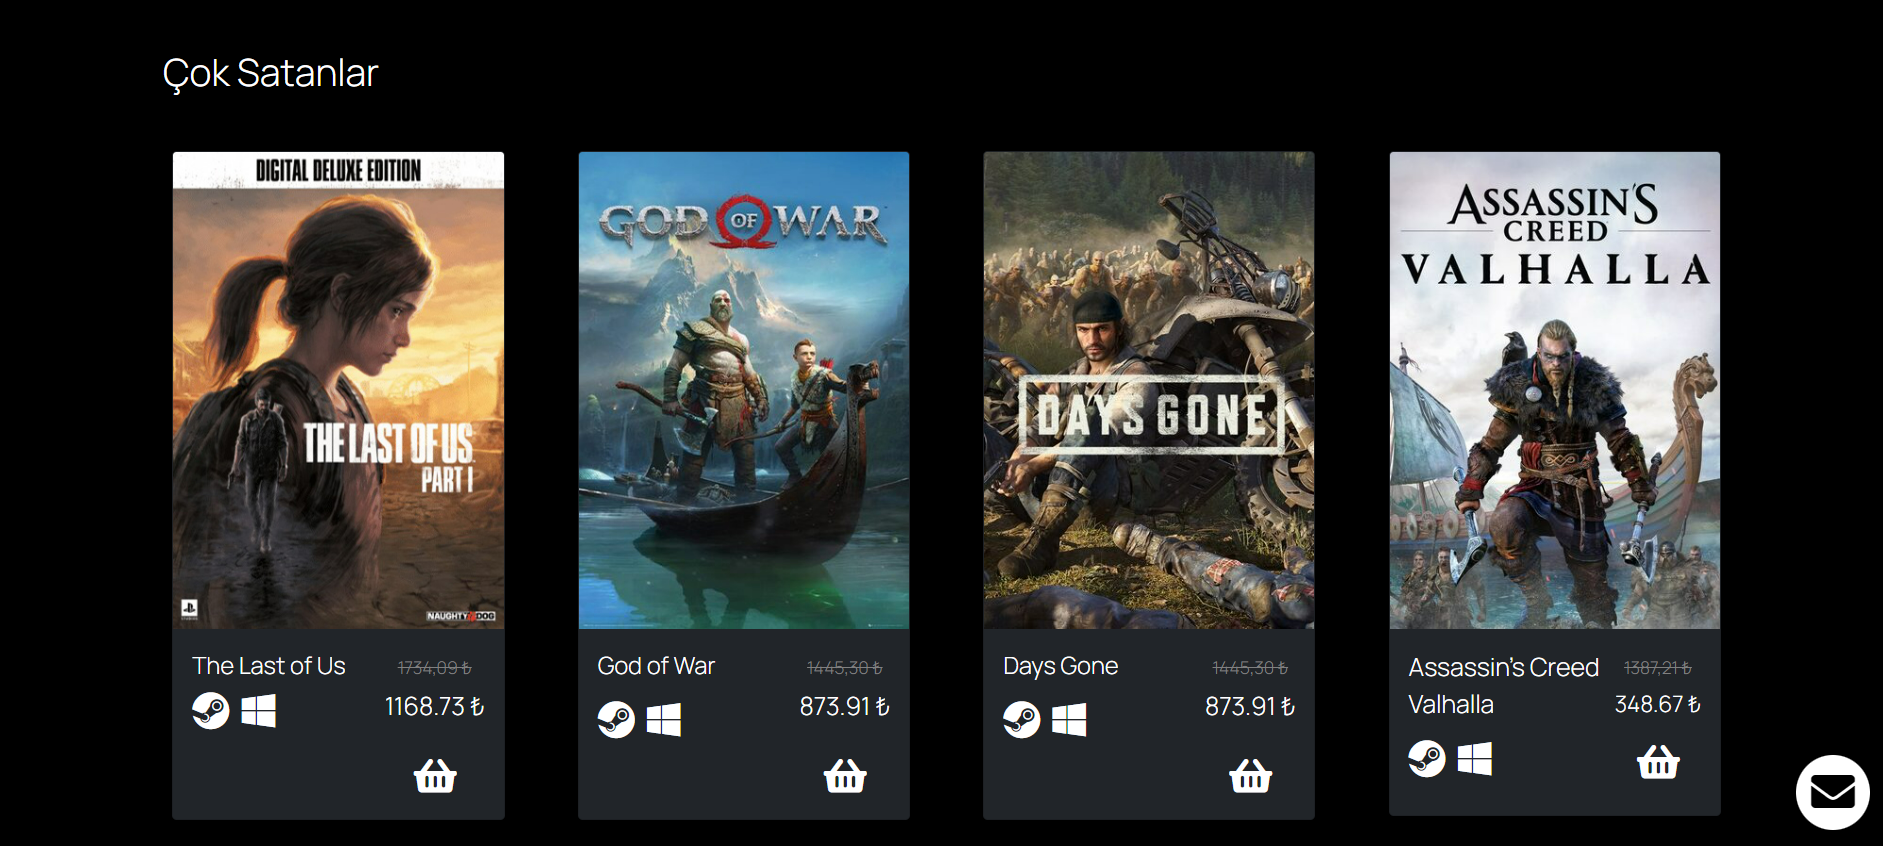 Çok Satanlar
DIGITAL DELUXE EDITION
THE LAST OF US
PART I
NAUGHTY DOG
The Last of Us
1734,09 ₺
1168.73 ₺
GOD OF WAR
God of War
1445,30 ₺
873.91 ₺
DAYS GONE
Days Gone
1445,30 ₺
873.91 ₺
ASSASSIN'S
CREED
VALHALLA
Assassin's Creed
Valhalla
1387,21 ₺
348.67 ₺